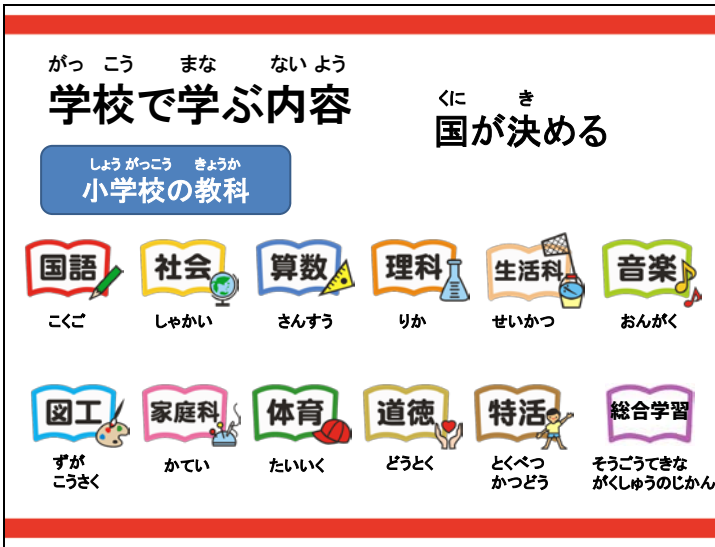 がっこう まな ないよう
学校で学ぶ内容
くに き
国が決める
しょうがっこう きょうか
小学校の教科
国語
社会
算数
理科
生活科
音楽
こくご
しゃかい
さんすう
りか
せいかつ
おんがく
図工
家庭科
体育
道徳
特活
総合学習
ずが
こうさく
かてい
たいいく
どうとく
とくべつ
かつどう
そうごうてきな
がくしゅうのじかん